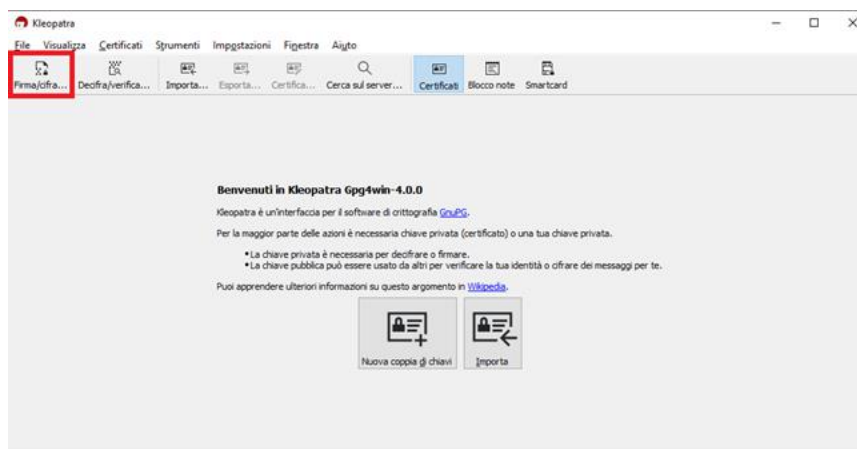 Kleopatra
File Visualizza Certificati Strumenti Impostazioni Finestra Aiuto
Firma/cifra... Decifra/verifica... Importa... Esporta... Certifica... Cerca sul server... Certificati Blocco note Smartcard
Benvenuti in Kleopatra Gpg4win-4.0.0
Kleopatra è un'interfaccia per il software di crittografia GnuPG.
Per la maggior parte delle azioni è necessaria chiave privata (certificato) o una tua chiave privata.
•La chiave privata è necessaria per decifrare o firmare.
•La chiave pubblica può essere usato da altri per verificare la tua identità o cifrare dei messaggi per te.
Puoi apprendere ulteriori informazioni su questo argomento in Wikipedia.
Nuova coppia di chiavi Importa